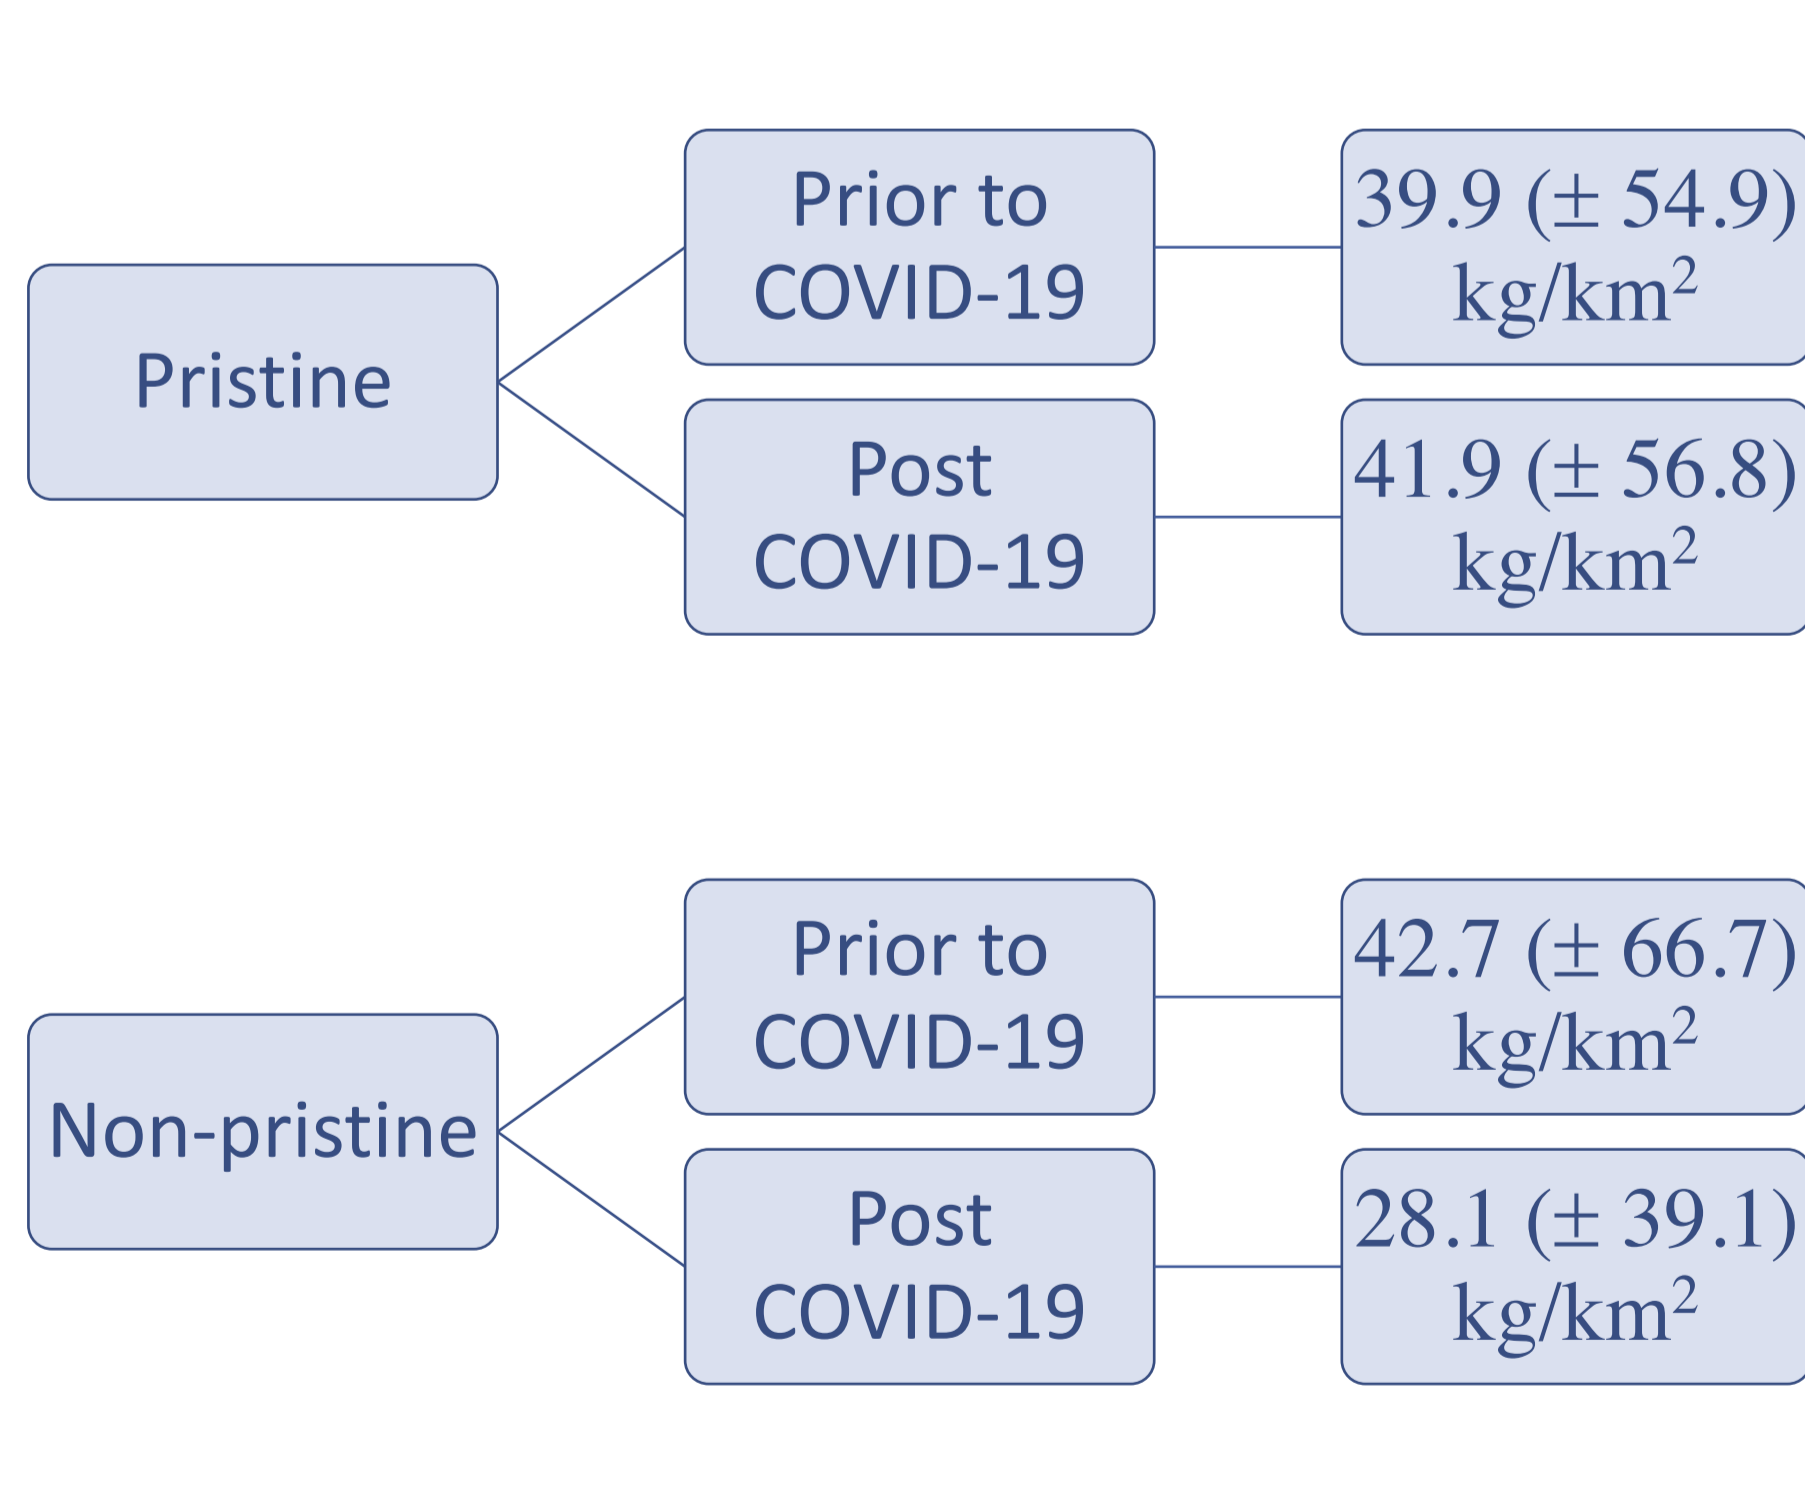 Pristine
Prior to
COVID-19
39.9 (± 54.9)
kg/km²
Post
COVID-19
41.9 (± 56.8)
kg/km²
Non-pristine
Prior to
COVID-19
42.7 (± 66.7)
kg/km²
Post
COVID-19
28.1 (± 39.1)
kg/km²